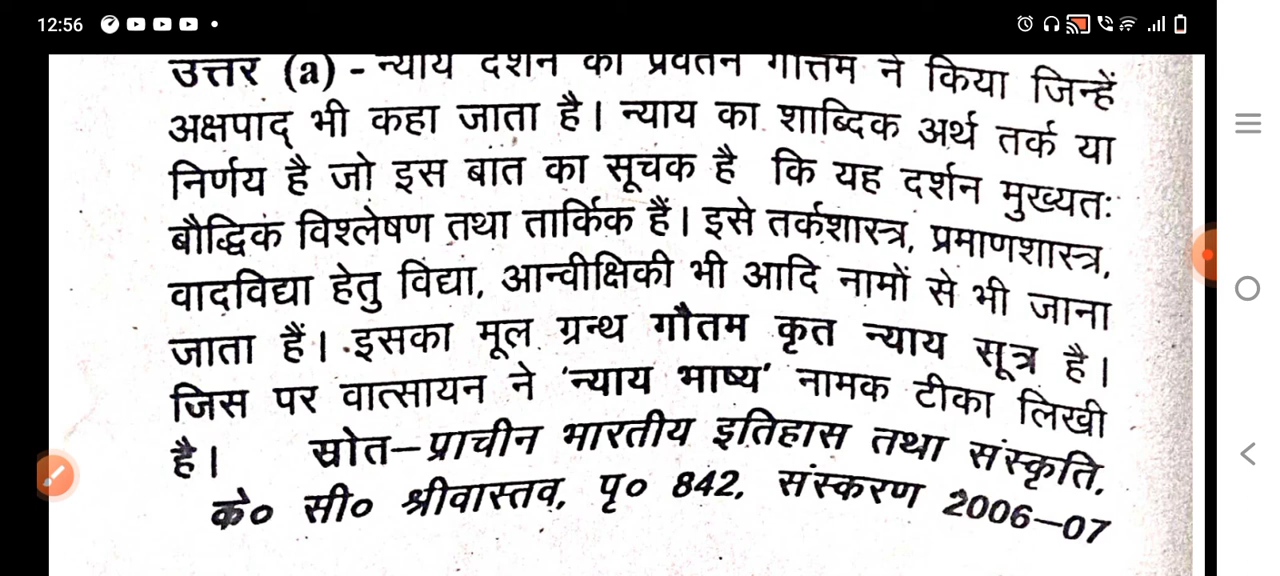 12:56
उत्तर (a) - न्याय दर्शन का प्रवर्तन गौत्तम ने किया जिन्हें
अक्षपाद् भी कहा जाता है। न्याय का शाब्दिक अर्थ तर्क या
निर्णय है जो इस बात का सूचक है कि यह दर्शन मुख्यतः
बौद्धिक विश्लेषण तथा तार्किक हैं। इसे तर्कशास्त्र, प्रमाणशास्त्र,
वादविद्या हेतु विद्या, आन्वीक्षिकी भी आदि नामों से भी जाना
जाता हैं। इसका मूल ग्रन्थ गौतम कृत न्याय सूत्र है।
जिस पर वात्सायन ने 'न्याय भाष्य' नामक टीका लिखी
है। स्रोत–प्राचीन भारतीय इतिहास तथा संस्कृति,
के० सी० श्रीवास्तव, पृ० 842, संस्करण 2006–07